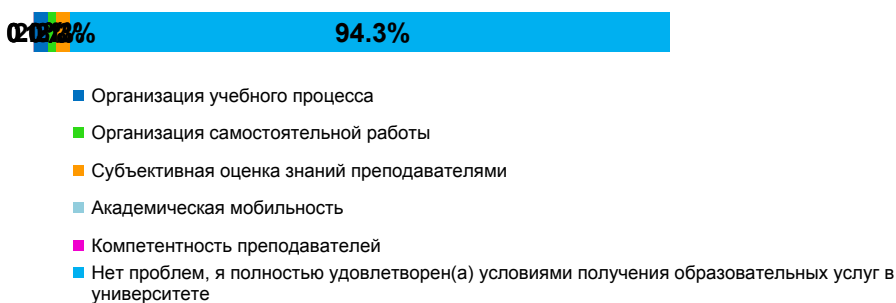 94.3%
Организация учебного процесса
Организация самостоятельной работы
Субъективная оценка знаний преподавателями
Академическая мобильность
Компетентность преподавателей
Нет проблем, я полностью удовлетворен(а) условиями получения образовательных услуг в
университете